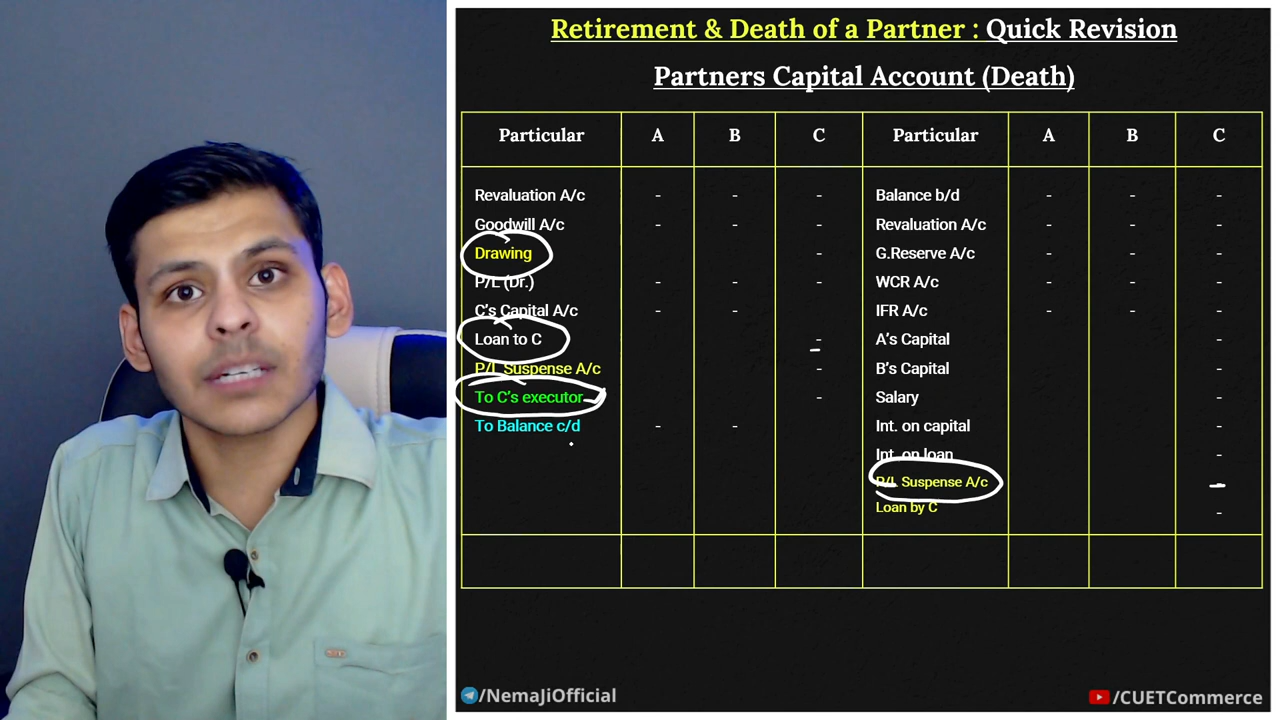 Retirement & Death of a Partner : Quick Revision
Partners Capital Account (Death)
Particular A B C Particular A B C
Revaluation A/c - - - Balance b/d - - -
Goodwill A/c - - - Revaluation A/c - - -
Drawing - G.Reserve A/c - - -
P/L (Dr.) - - - WCR A/c - - -
C's Capital A/c - - IFR A/c - - -
Loan to C - A's Capital -
P/L Suspense A/c - B's Capital -
To C's executor - Salary -
To Balance c/d - - Int. on capital -
Int. on loan -
P/L Suspense A/c -
Loan by C -
/NemaJiOfficial
/CUETCommerce